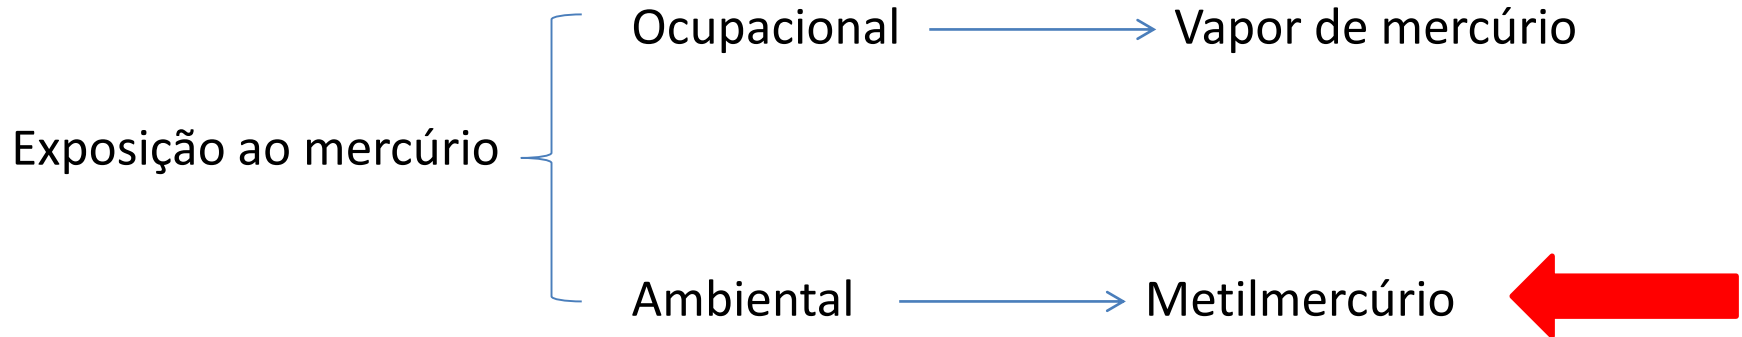 Ocupacional
Vapor de mercúrio
Exposição ao mercúrio
Ambiental
Metilmercúrio